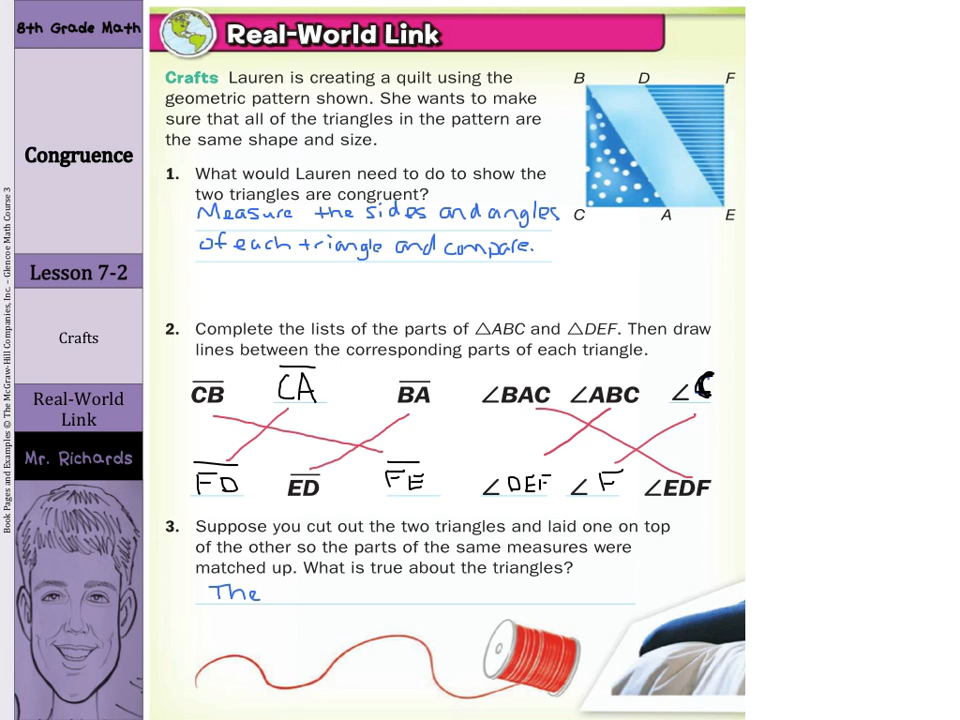 8th Grade Math
Congruence
Lesson 7-2
Crafts
Real-World
Link
Mr. Richards
Book Pages and Examples © The McGraw-Hill Companies, Inc. – Glencoe Math Course 3
Real-World Link
Crafts Lauren is creating a quilt using the
geometric pattern shown. She wants to make
sure that all of the triangles in the pattern are
the same shape and size.
B D F
C A E
1. What would Lauren need to do to show the
two triangles are congruent?
Measure the sides and angles
of each triangle and compare.
2. Complete the lists of the parts of △ABC and △DEF. Then draw
lines between the corresponding parts of each triangle.
CB CA BA ∠BAC ∠ABC ∠C
FD ED FE ∠DEF ∠F ∠EDF
3. Suppose you cut out the two triangles and laid one on top
of the other so the parts of the same measures were
matched up. What is true about the triangles?
The